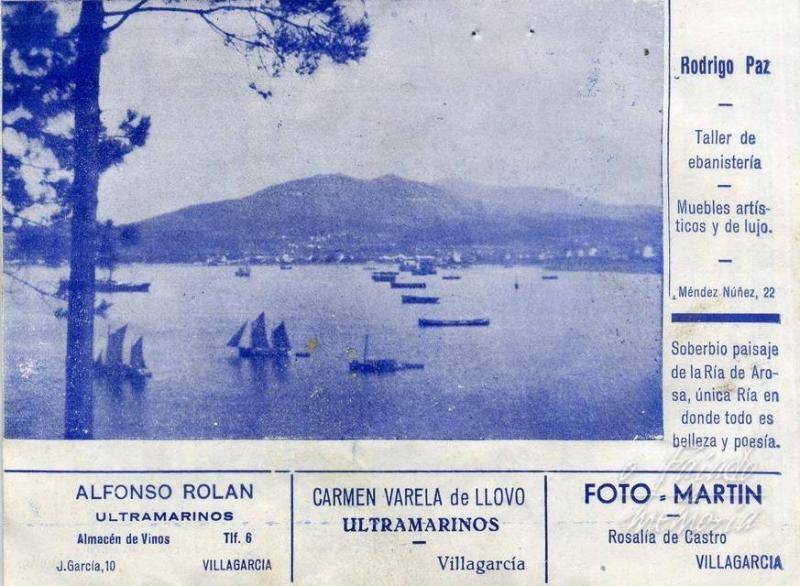 Rodrigo Paz
Taller de
ebanistería
Muebles artís-
ticos y de lujo.
Méndez Núñez, 22
Soberbio paisaje
de la Ría de Aro-
sa, única Ría en
donde todo es
belleza y poesía.
ALFONSO ROLAN
ULTRAMARINOS
Almacén de Vinos Tlf. 6
J.García,10 VILLAGARCIA
CARMEN VARELA de LLOVO
ULTRAMARINOS
Villagarcía
FOTO - MARTIN
Rosalía de Castro
VILLAGARCIA